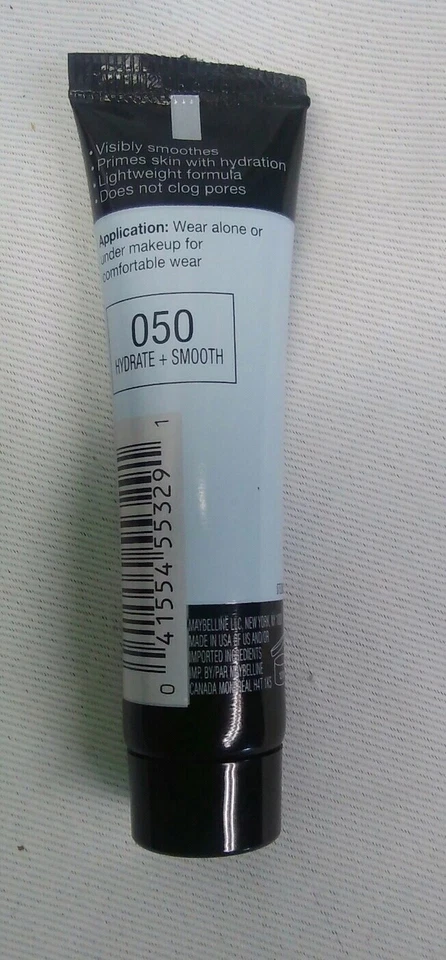 • Visibly smoothes
• Primes skin with hydration
• Lightweight formula
• Does not clog pores
Application: Wear alone or
under makeup for
comfortable wear
050
HYDRATE + SMOOTH
0 41554 55329 1
MAYBELLINE LLC, NEW YORK, NY
MADE IN USA OF US AND/OR
IMPORTED INGREDIENTS
IMP. BY/PAR MAYBELLINE
CANADA MONTREAL H4T 1K5